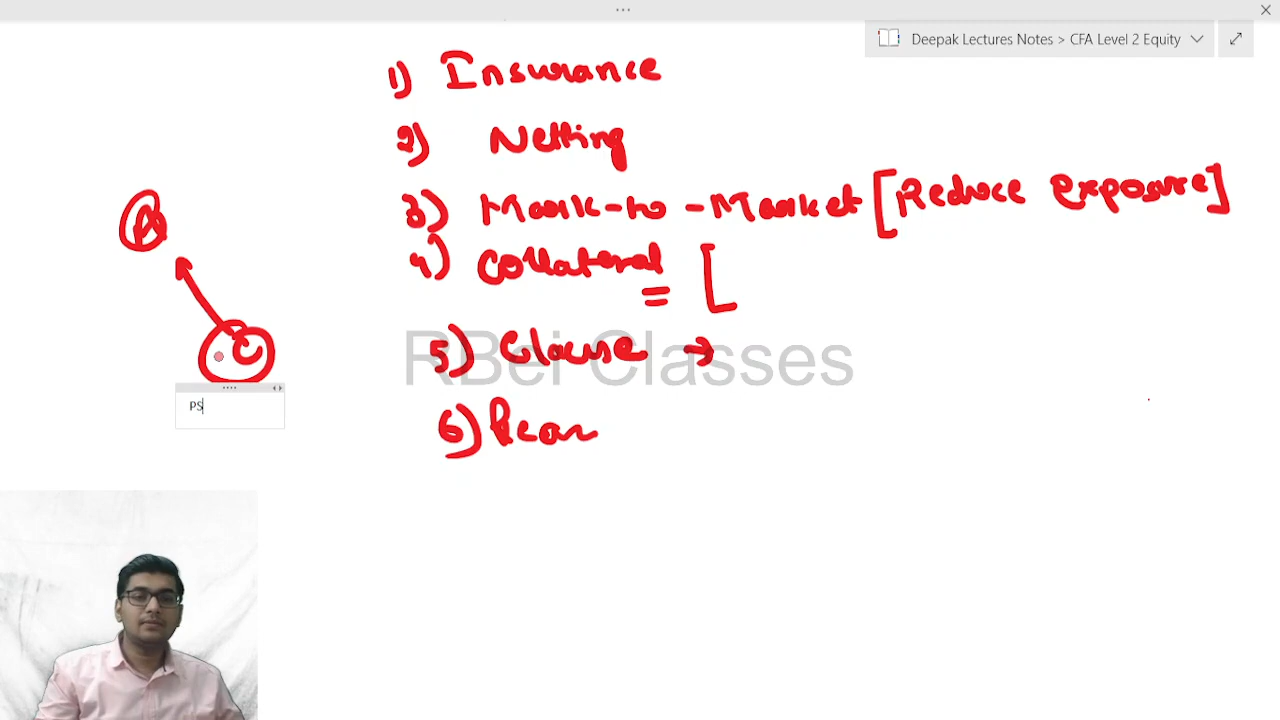 Deepak Lectures Notes > CFA Level 2 Equity
1) Insurance
2) Netting
3) Mark-to-Market [Reduce exposure]
4) Collateral [
5) Clause →
6)
RBei Classes
A
C
PS